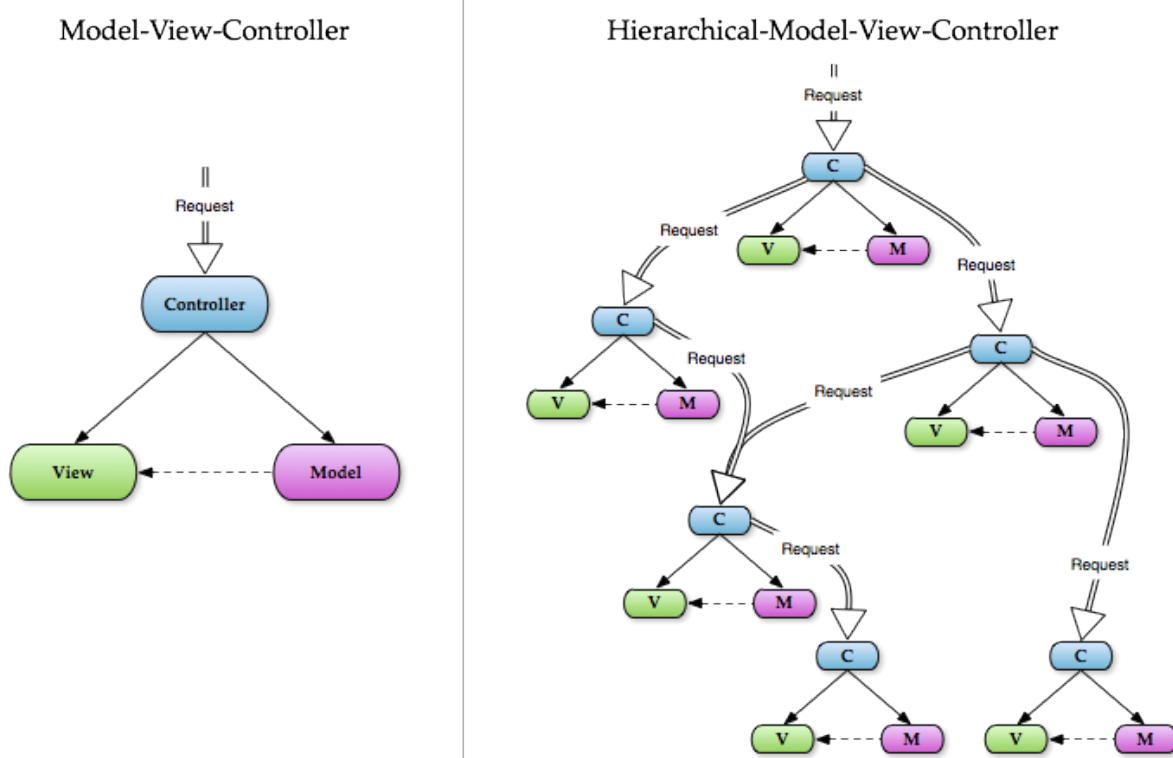 Model-View-Controller
Request
Controller
View
Model
Hierarchical-Model-View-Controller
Request
C
V
M
Request
Request
C
V
M
Request
C
V
M
Request
C
V
M
Request
Request
C
V
M
C
V
M